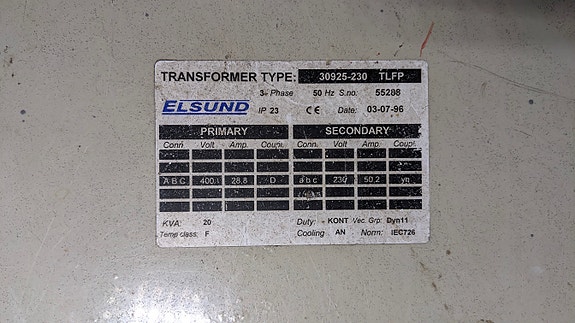 TRANSFORMER TYPE: 30925-230 TLFP
3~ Phase 50 Hz S.no: 55288
ELSUND IP 23 CE Date: 03-07-96
PRIMARY SECONDARY
Conn. Volt Amp. Coupl. Conn. Volt Amp. Coupl.
A B C 400 28,8 D a b c 230 50,2 yn
KVA: 20 Duty: KONT Vec. Grp: Dyn11
Temp class: F Cooling AN Norm: IEC726